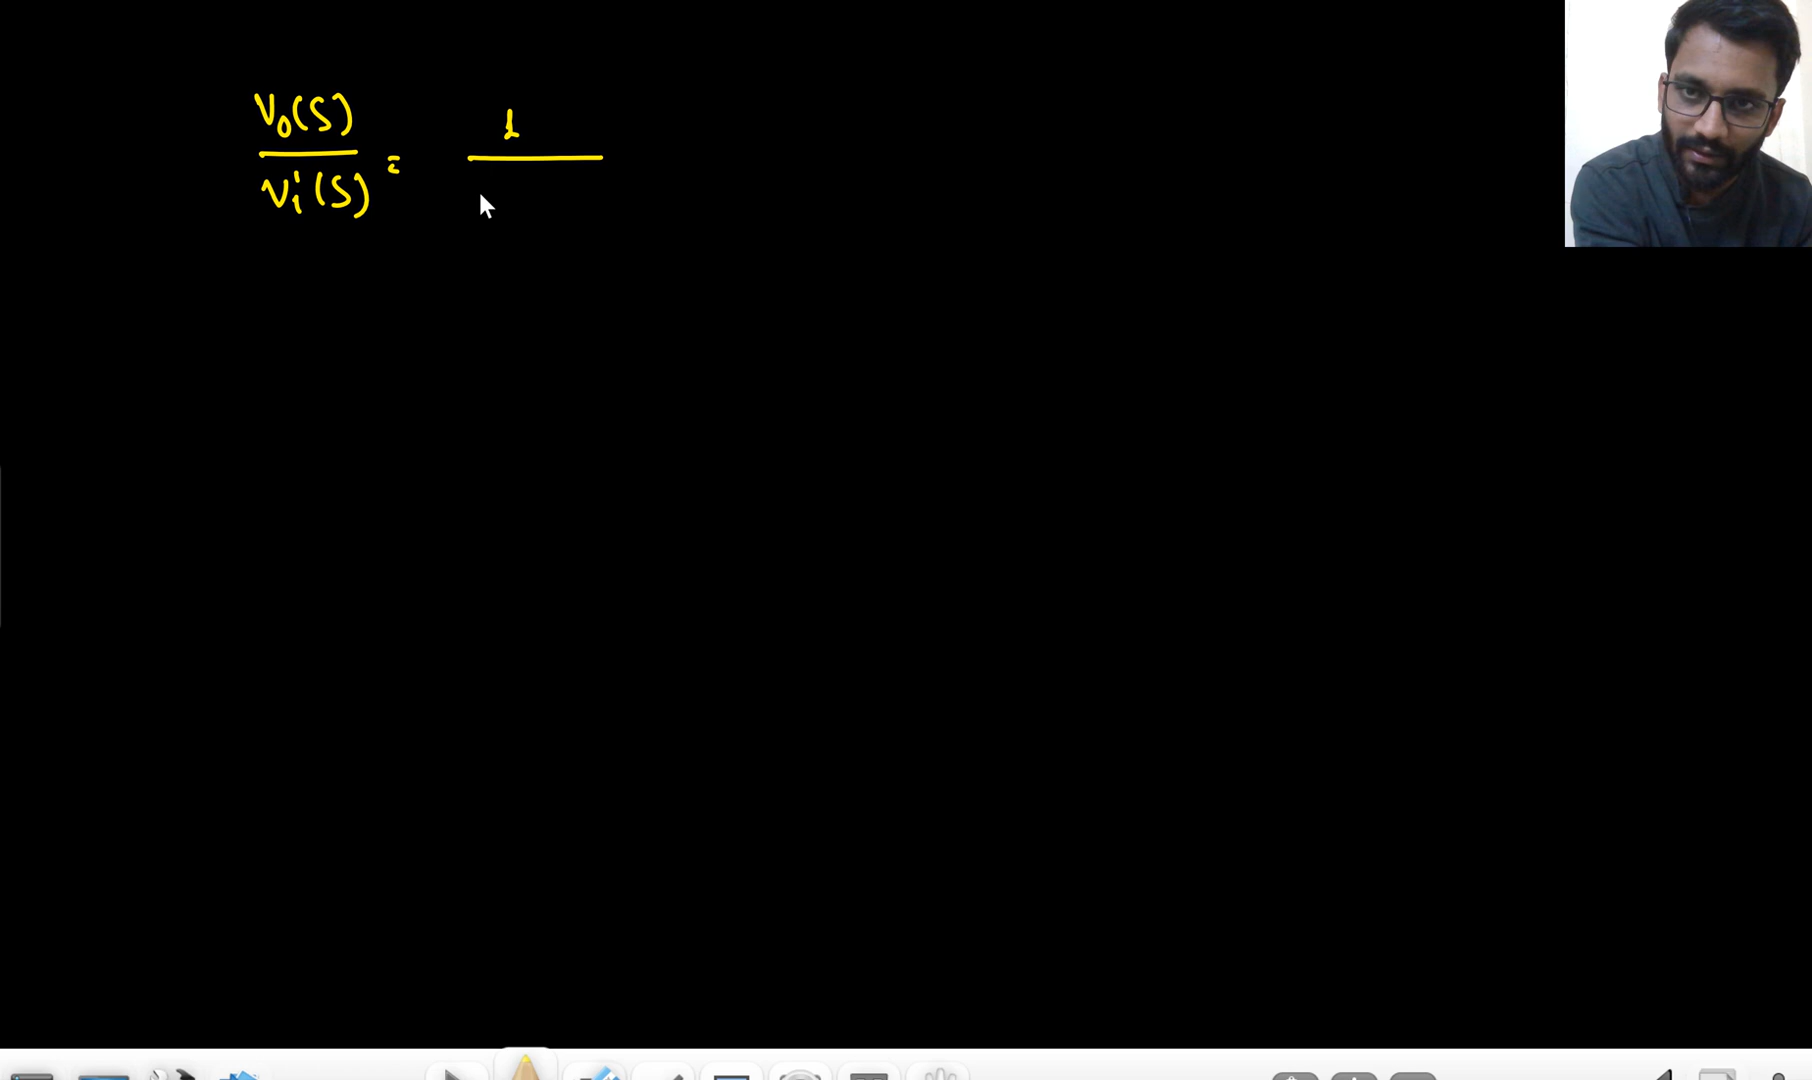 V₀(S)
/ Vi(S) = 1 /